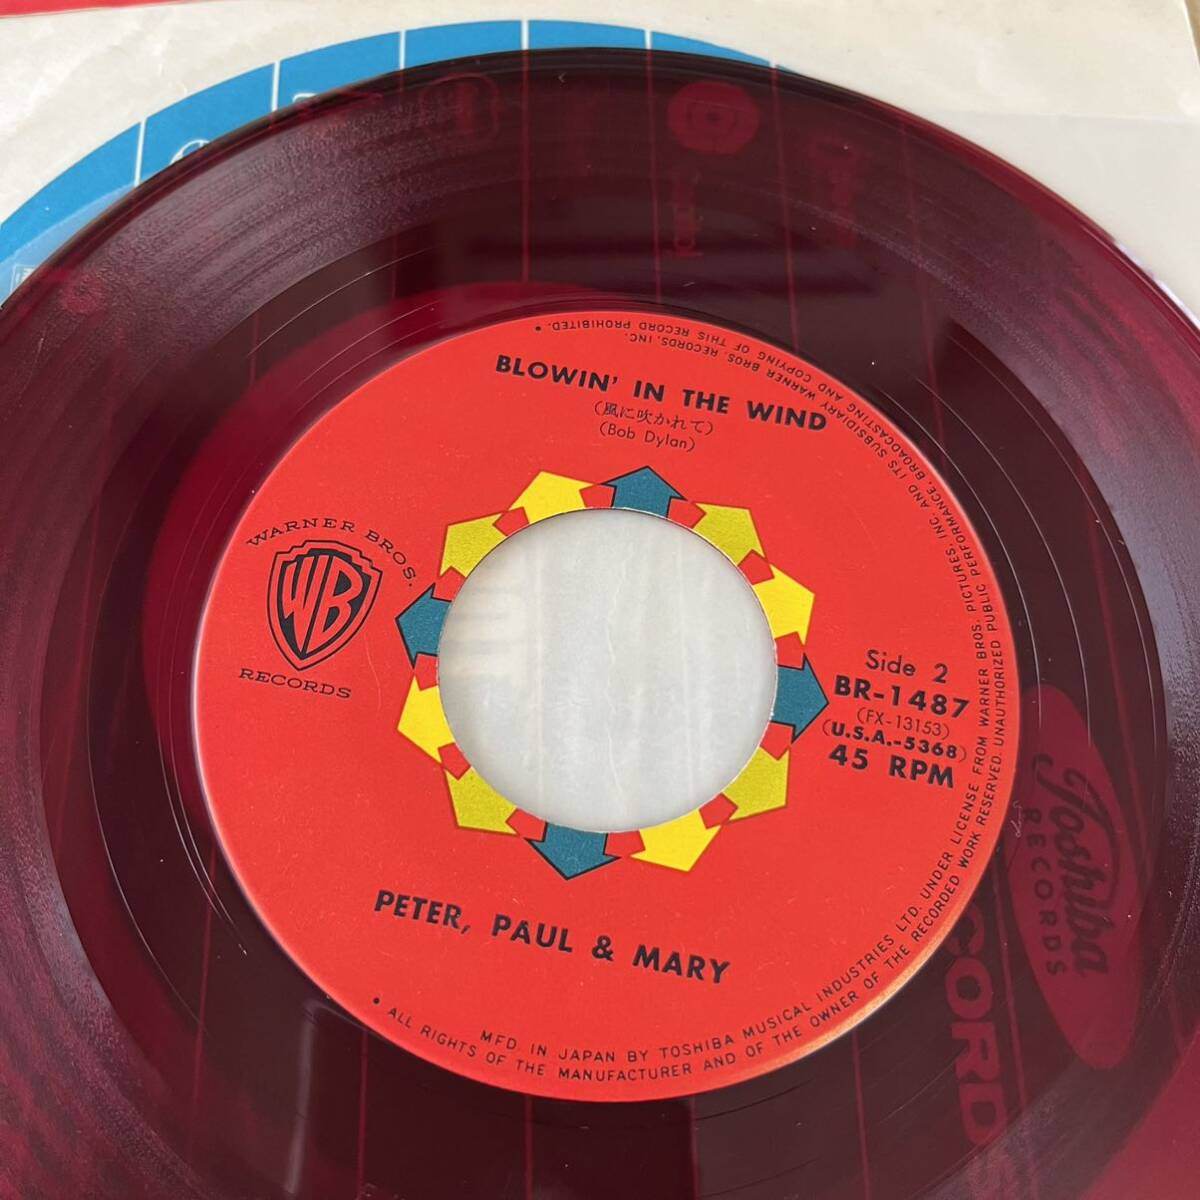 BLOWIN' IN THE WIND
(風に吹かれて)
(Bob Dylan)
WARNER BROS.
WB
RECORDS
Side 2
BR-1487
(FX-13153)
(U.S.A.-5368)
45 RPM
PETER, PAUL & MARY
• ALL RIGHTS OF THE MANUFACTURER AND OF THE OWNER OF THE RECORDED WORK RESERVED. UNAUTHORIZED PUBLIC PERFORMANCE, BROADCASTING AND COPYING OF THIS RECORD PROHIBITED. •
MFD IN JAPAN BY TOSHIBA MUSICAL INDUSTRIES LTD. UNDER LICENSE FROM WARNER BROS. PICTURES, INC. AND ITS SUBSIDIARY WARNER BROS. RECORDS, INC.
Toshiba
RECORDS
CORD